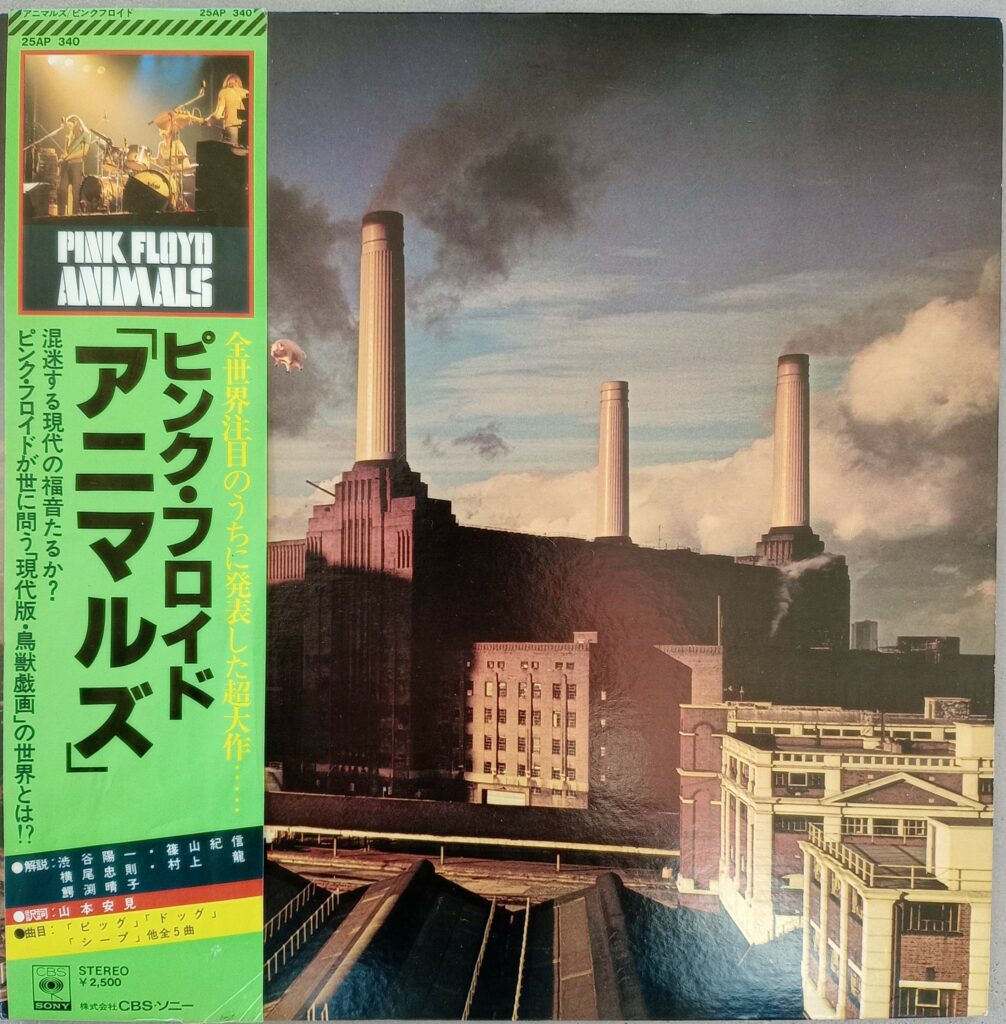 アニマルズ/ピンクフロイド 25AP 340
25AP 340
PINK FLOYD
ANIMALS
全世界注目のうちに発表した超大作‥‥‥
ピンク・フロイド
「アニマルズ」
混迷する現代の福音たるか?
ピンク・フロイドが世に問う「現代版・鳥獣戯画」の世界とは!?
●解説:渋谷陽一・篠山紀信
横尾忠則・村上龍
鰐渕晴子
●訳詞:山本安見
●曲目:「ピッグ」「ドッグ」
「シープ」他全5曲
CBS
SONY
STEREO
¥2,500
株式会社CBS・ソニー